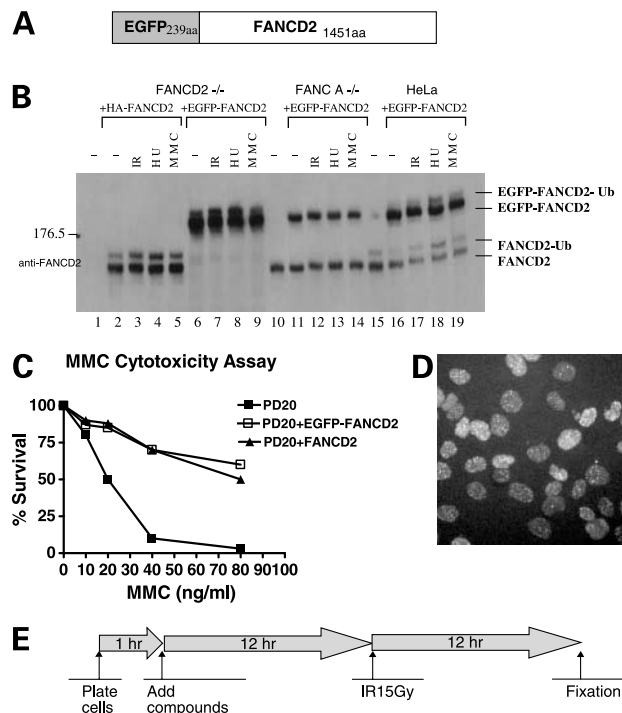 A
EGFP239aa FANCD2 1451aa
B
FANCD2 -/- FANC A -/- HeLa
+HA-FANCD2 +EGFP-FANCD2 +EGFP-FANCD2 +EGFP-FANCD2
- - IR HU MMC - IR HU MMC - - IR HU MMC - - IR HU MMC
EGFP-FANCD2-Ub
EGFP-FANCD2
176.5
FANCD2-Ub
anti-FANCD2
FANCD2
1 2 3 4 5 6 7 8 9 10 11 12 13 14 15 16 17 18 19
C
MMC Cytotoxicity Assay
PD20
PD20+EGFP-FANCD2
PD20+FANCD2
% Survival
100
75
50
25
0
0 10 20 30 40 50 60 70 80 90 100
MMC (ng/ml)
D
E
1 hr 12 hr 12 hr
Plate cells
Add compounds
IR15Gy
Fixation